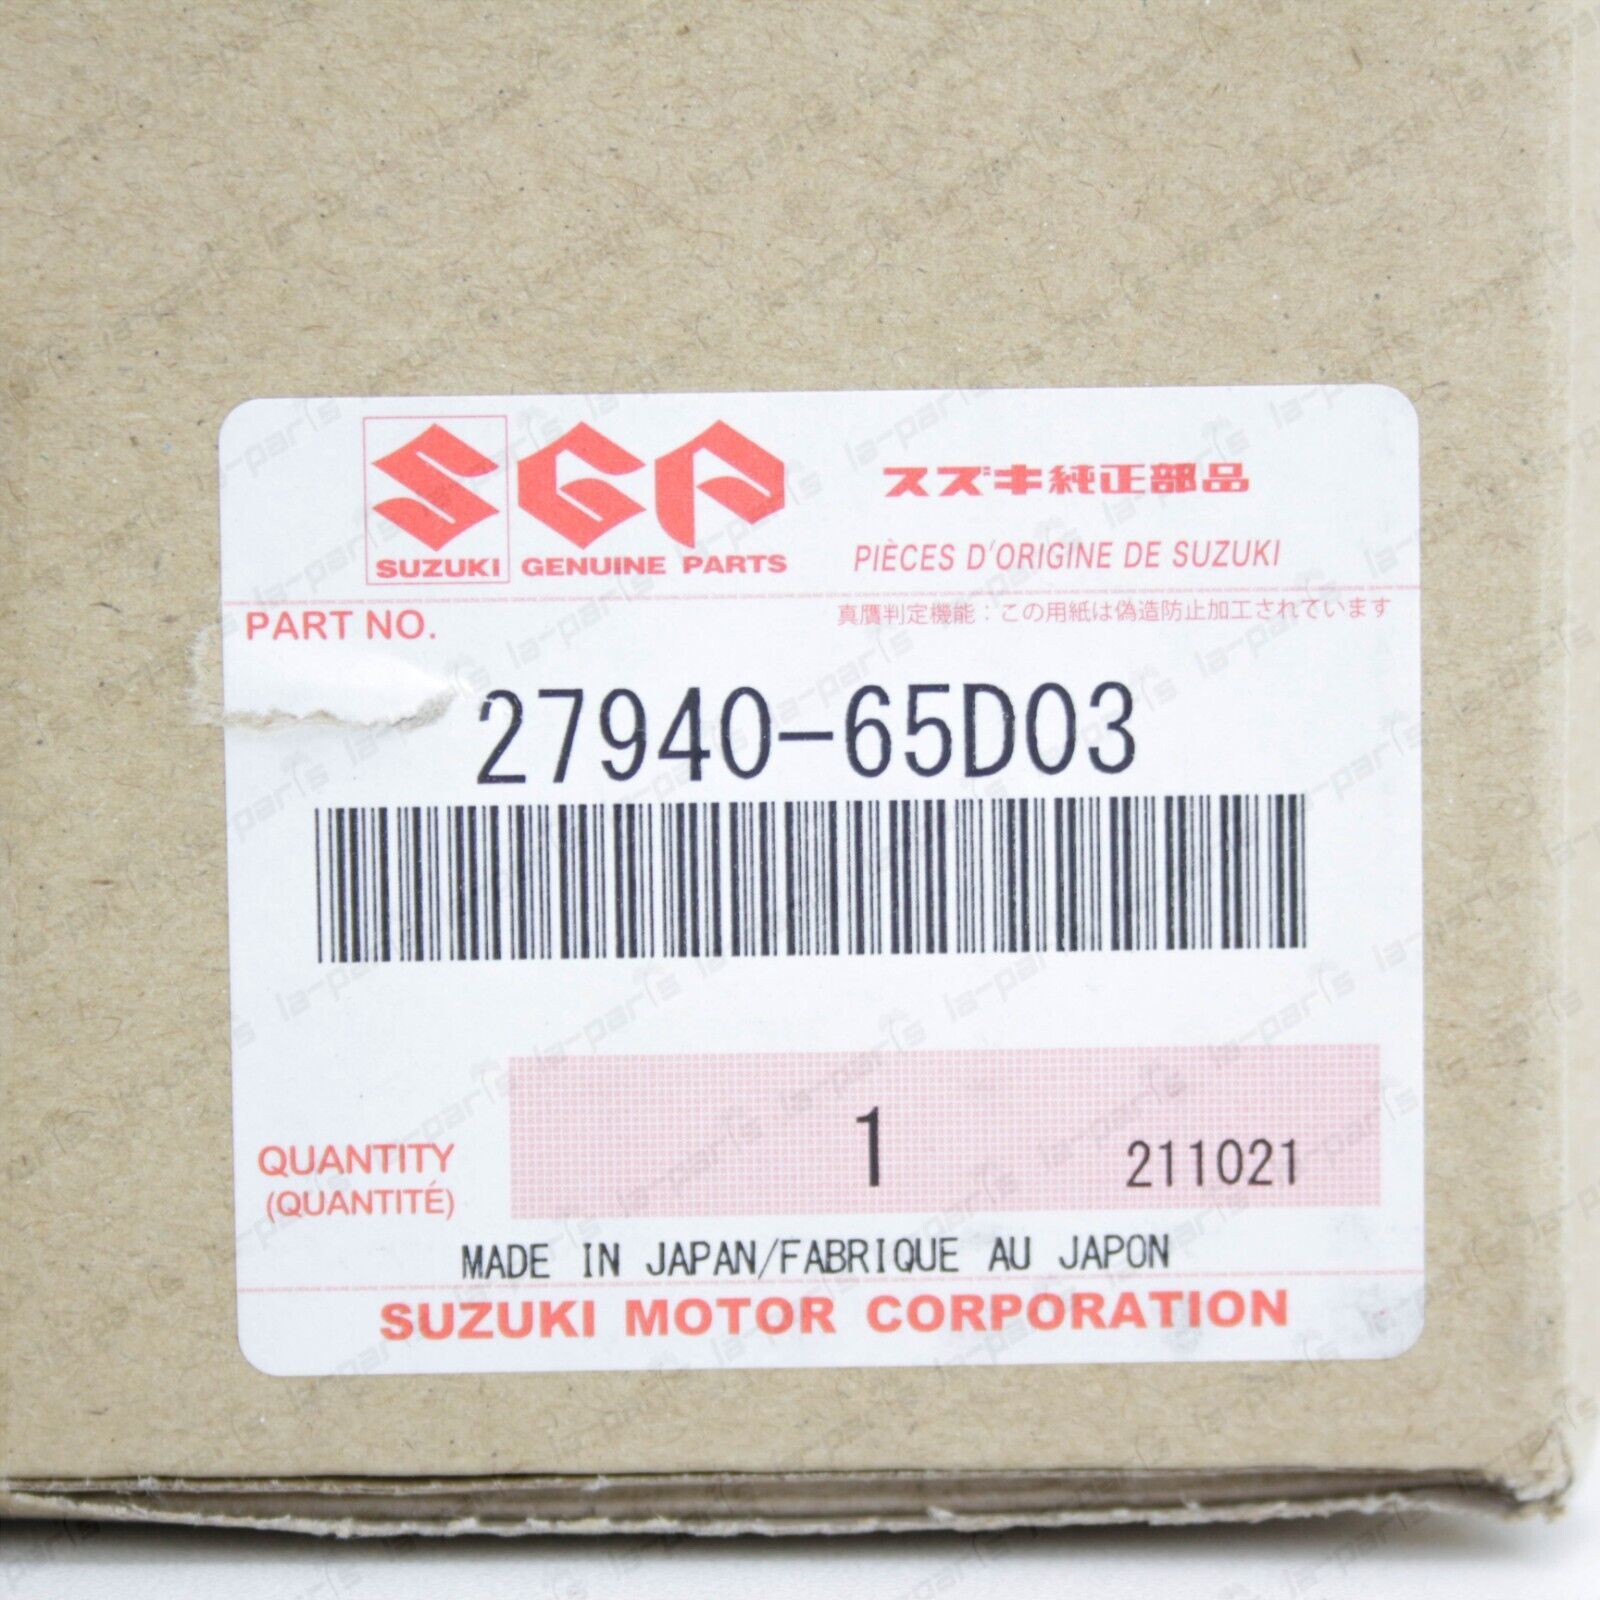 SGP
スズキ純正部品
SUZUKI GENUINE PARTS
PIÈCES D'ORIGINE DE SUZUKI
PART NO.
真贋判定機能：この用紙は偽造防止加工されています
27940-65D03
1
211021
QUANTITY
(QUANTITÉ)
MADE IN JAPAN/FABRIQUE AU JAPON
SUZUKI MOTOR CORPORATION
la-paris